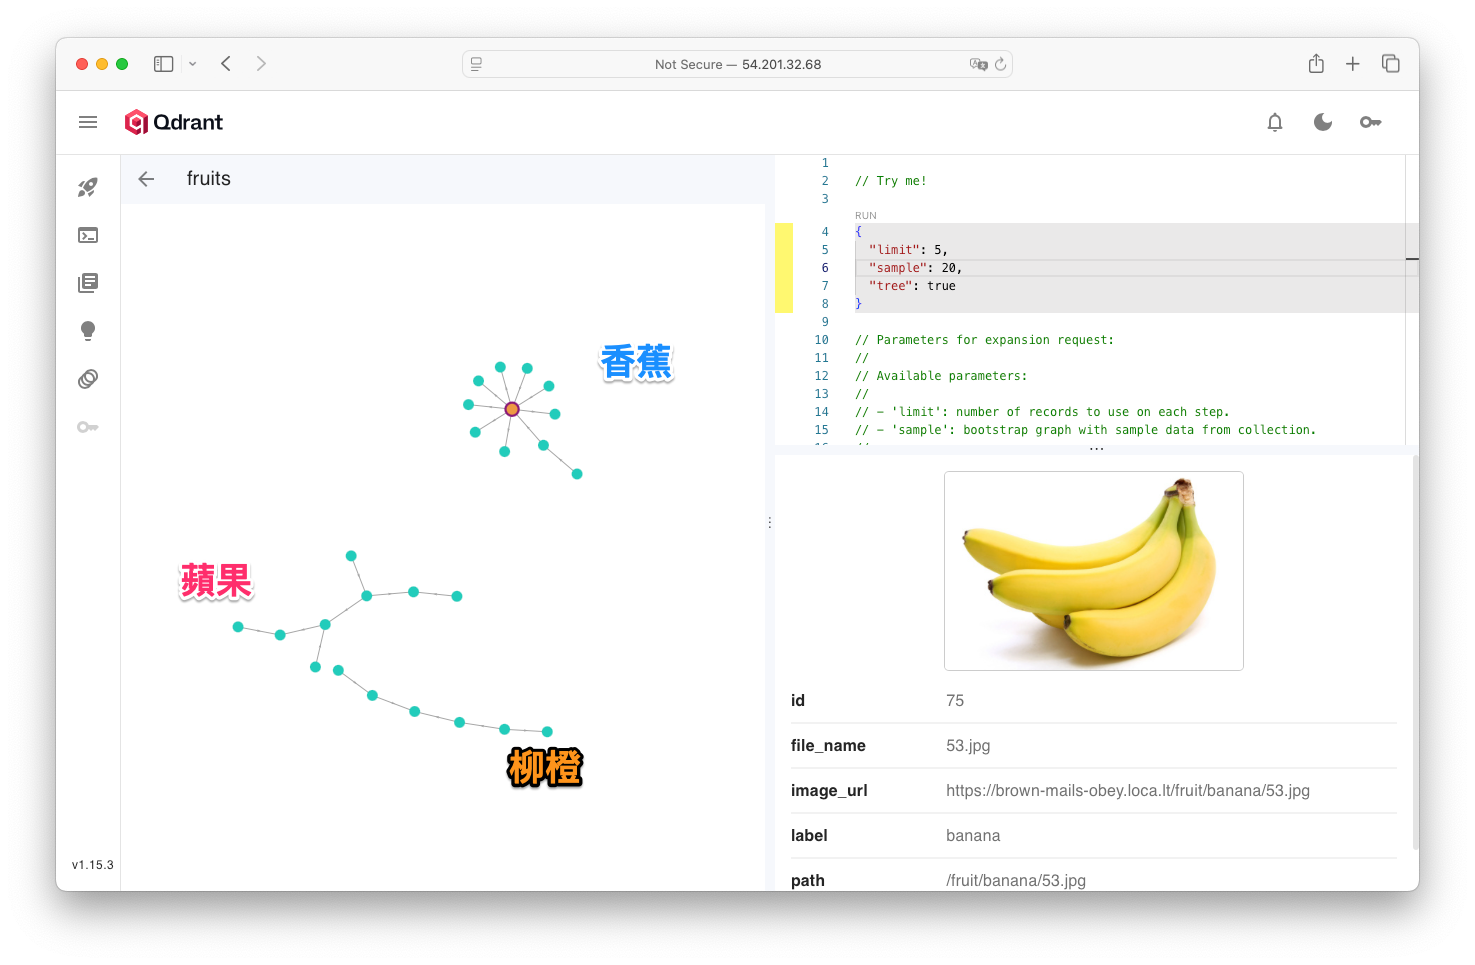 Not Secure — 54.201.32.68
Qdrant
fruits
香蕉
蘋果
柳橙
v1.15.3
1
2 // Try me!
3
RUN
4 {
5 "limit": 5,
6 "sample": 20,
7 "tree": true
8 }
9
10 // Parameters for expansion request:
11 //
12 // Available parameters:
13 //
14 // - 'limit': number of records to use on each step.
15 // - 'sample': bootstrap graph with sample data from collection.
id 75
file_name 53.jpg
image_url https://brown-mails-obey.loca.lt/fruit/banana/53.jpg
label banana
path /fruit/banana/53.jpg